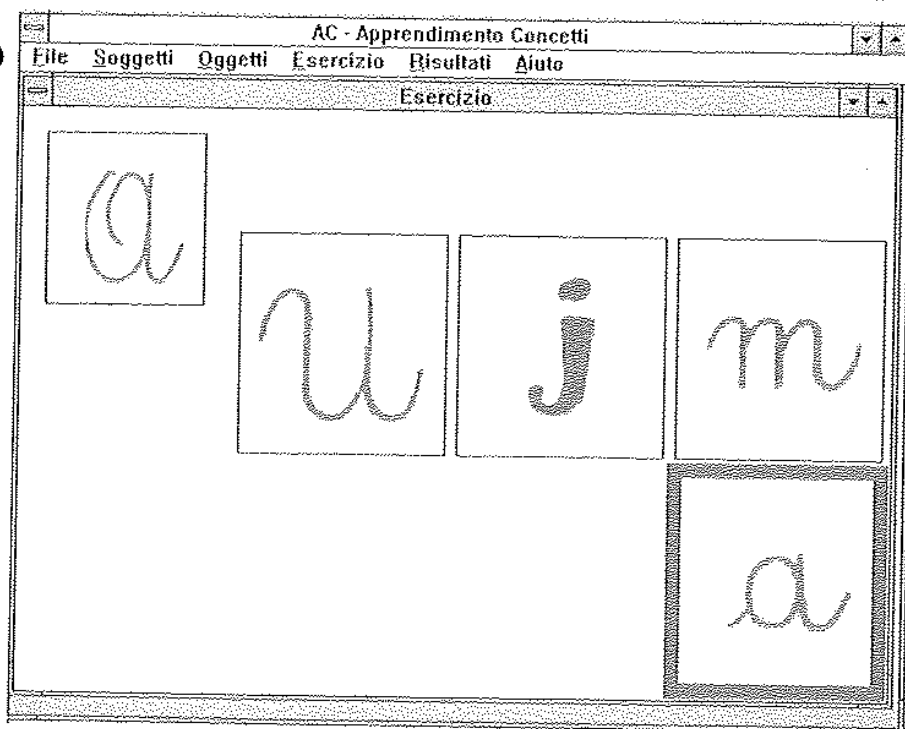 AC - Apprendimento Concetti
File Soggetti Oggetti Esercizio Risultati Aiuto
Esercizio
a
u j m
a